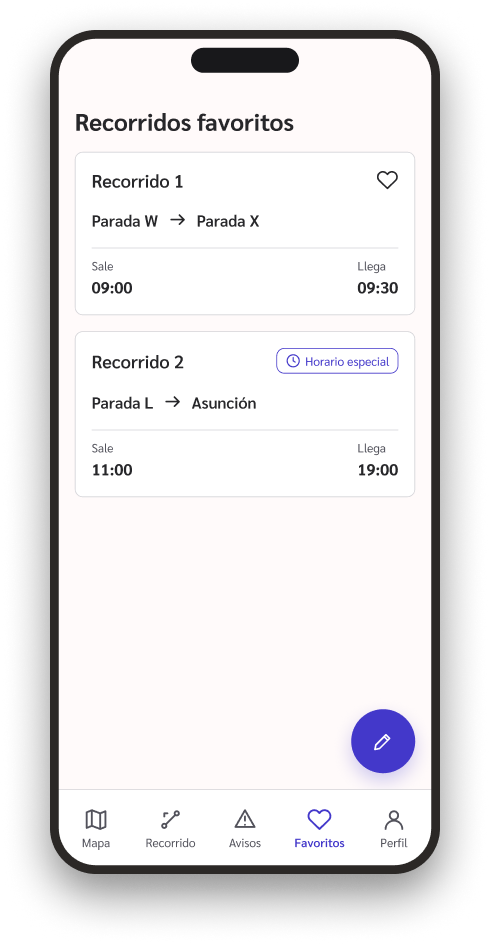 Recorridos favoritos
Recorrido 1
Parada W → Parada X
Sale Llega
09:00 09:30
Recorrido 2 Horario especial
Parada L → Asunción
Sale Llega
11:00 19:00
Mapa Recorrido Avisos Favoritos Perfil